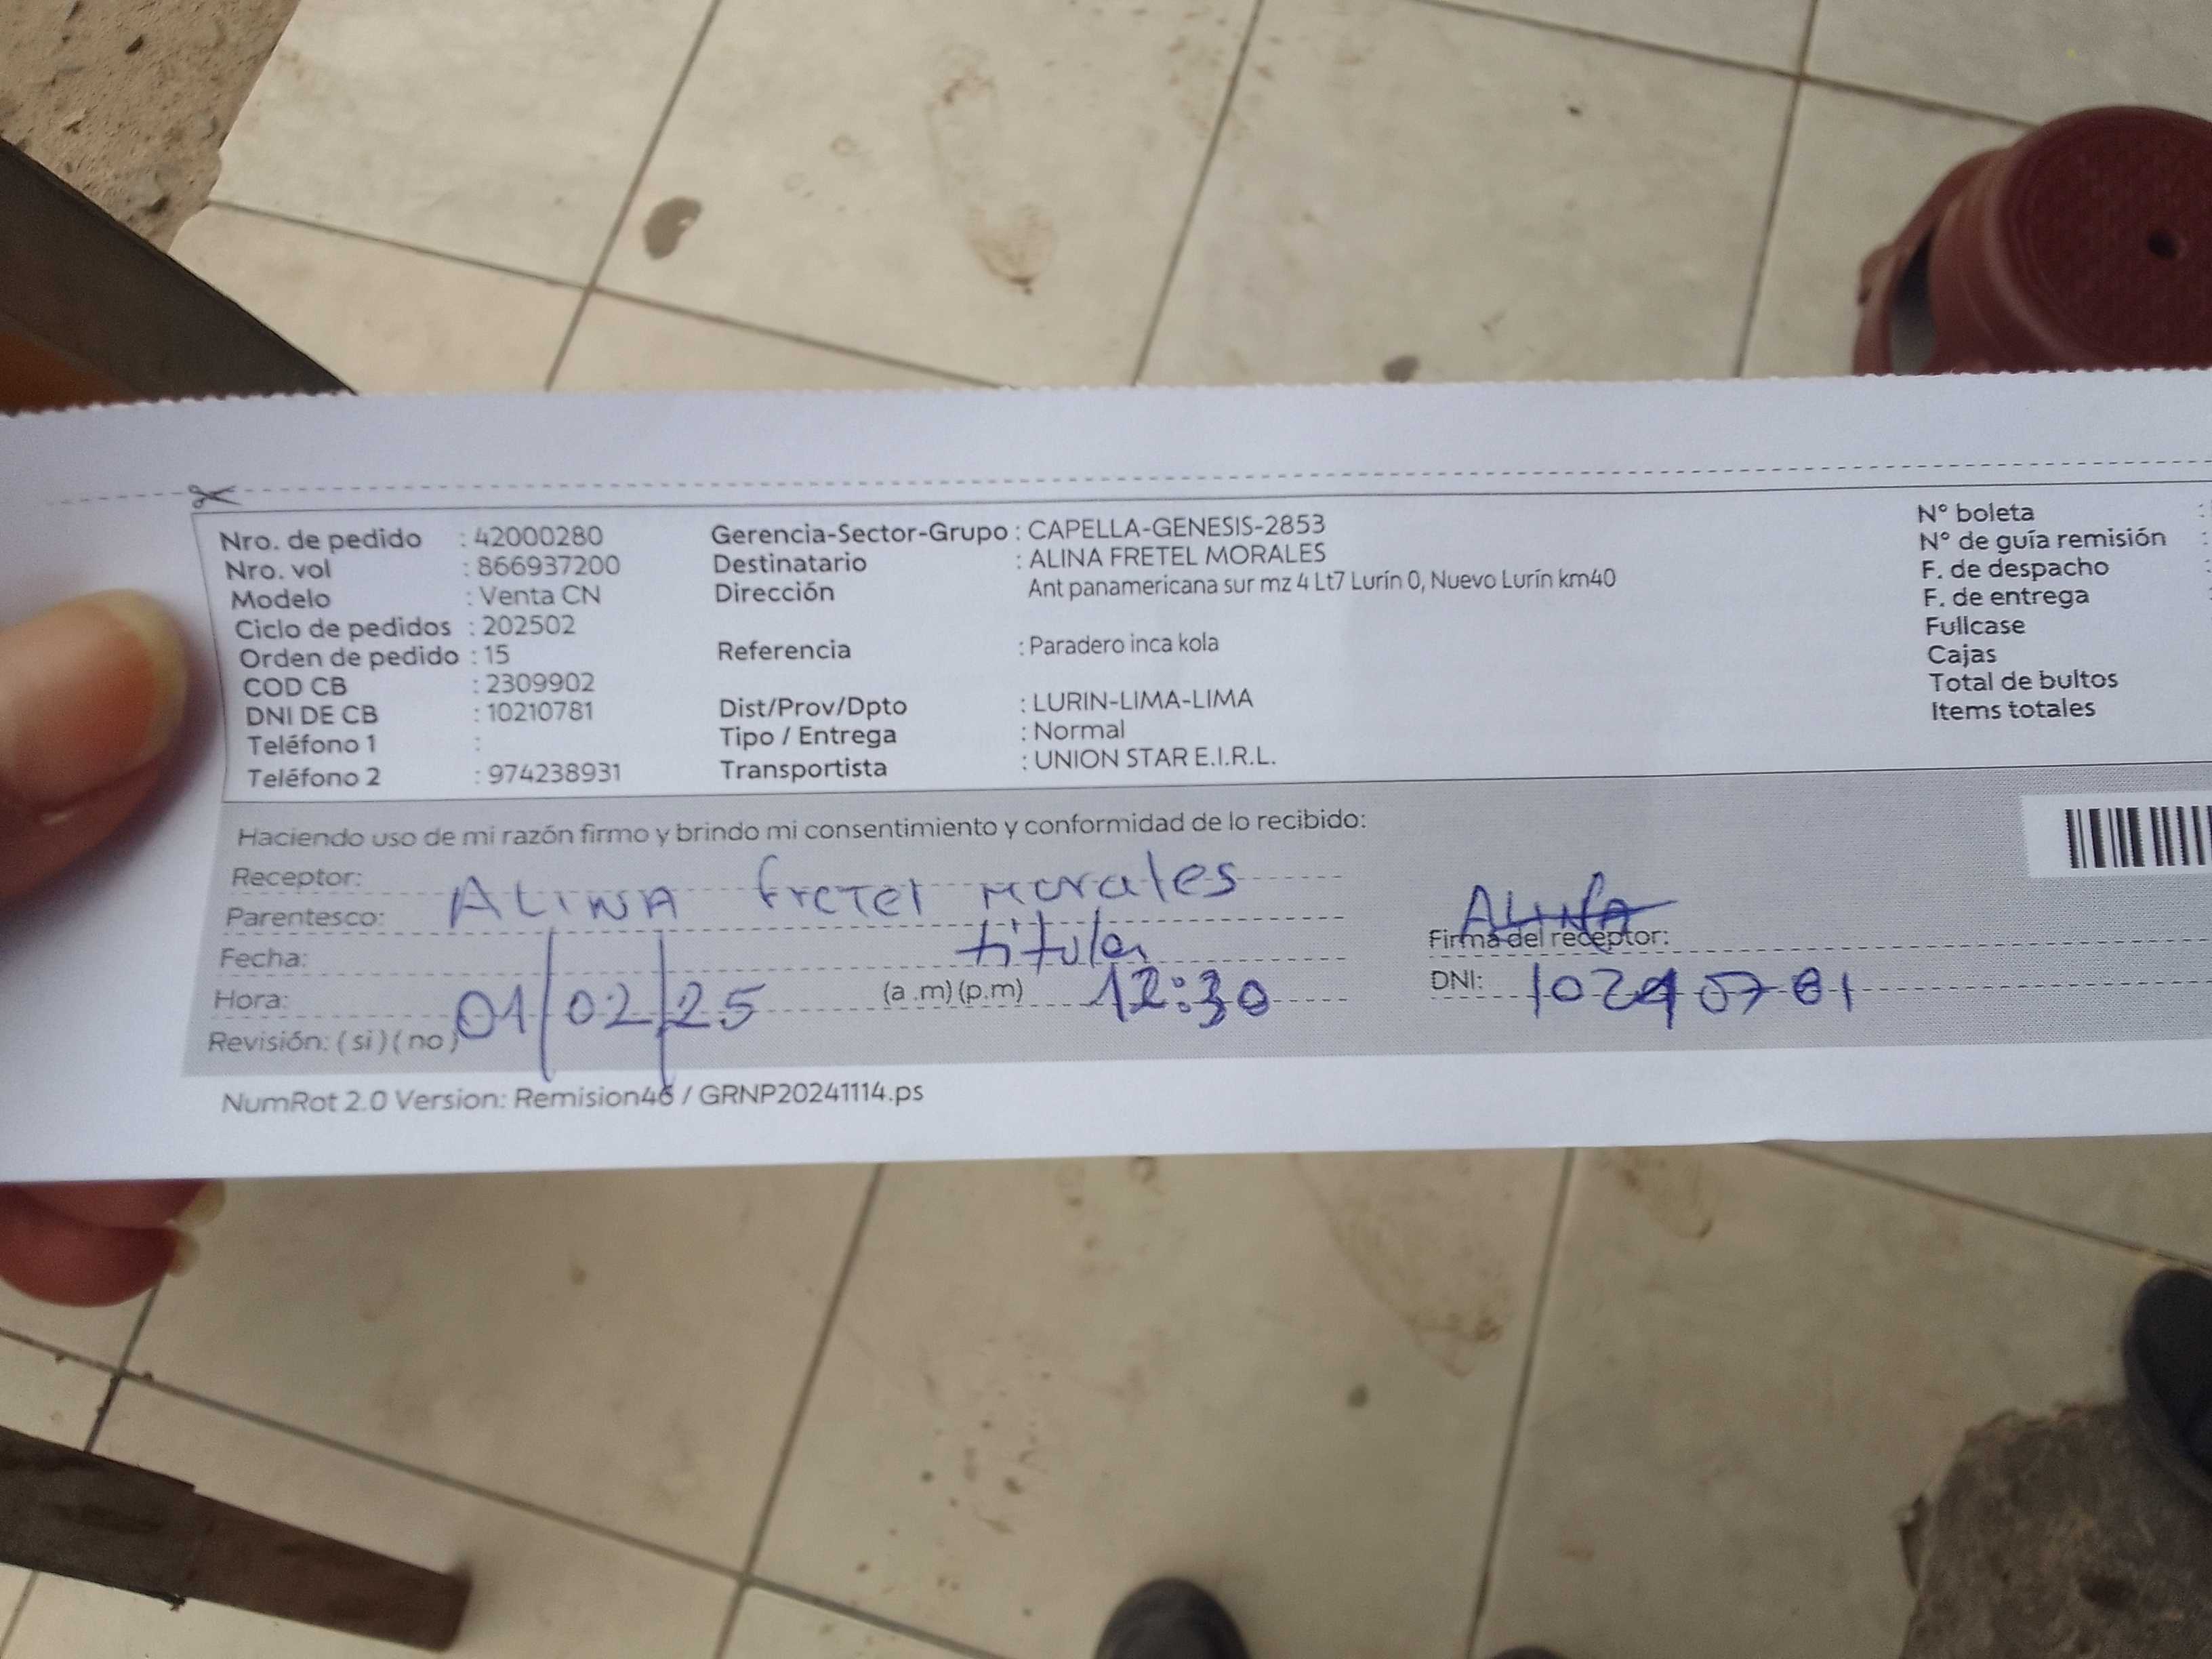 Nro. de pedido : 42000280
Nro. vol : 866937200
Modelo : Venta CN
Ciclo de pedidos : 202502
Orden de pedido : 15
COD CB : 2309902
DNI DE CB : 10210781
Teléfono 1 :
Teléfono 2 : 974238931
Gerencia-Sector-Grupo : CAPELLA-GENESIS-2853
Destinatario : ALINA FRETEL MORALES
Dirección Ant panamericana sur mz 4 Lt7 Lurín 0, Nuevo Lurín km40
Referencia : Paradero inca kola
Dist/Prov/Dpto : LURIN-LIMA-LIMA
Tipo / Entrega : Normal
Transportista : UNION STAR E.I.R.L.
N° boleta :
N° de guía remisión :
F. de despacho :
F. de entrega :
Fullcase
Cajas
Total de bultos
Items totales
Haciendo uso de mi razón firmo y brindo mi consentimiento y conformidad de lo recibido:
Receptor: ALINA Fretel Morales
Parentesco: titular
Fecha: 01/02/25
Hora: (a .m) (p.m) 12:30
Revisión: ( si ) ( no )
ALINA
Firma del receptor:
DNI:
NumRot 2.0 Version: Remision46 / GRNP20241114.ps